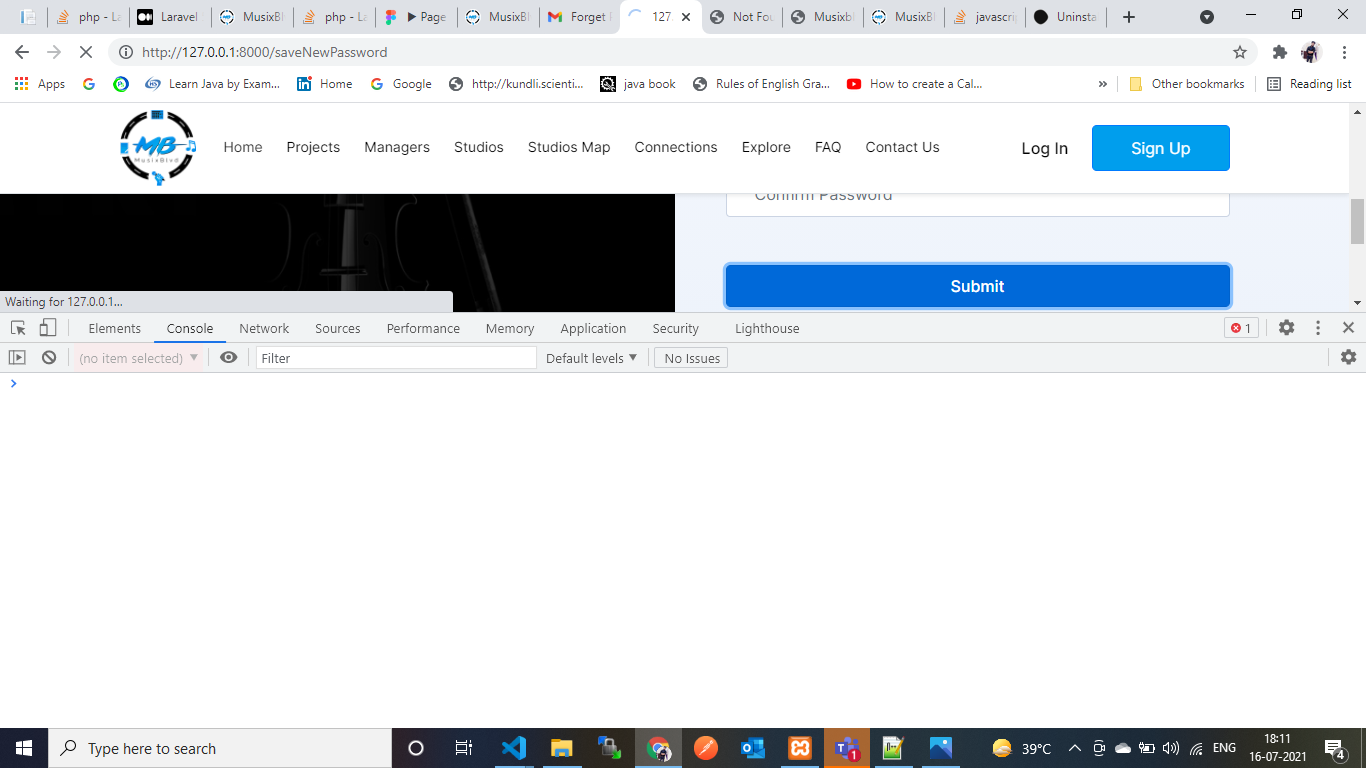 php - La
Laravel
MusixBl
php - La
Page
MusixBl
Forget
127.
Not Fou
Musixbl
MusixBl
javascri
Uninsta
http://127.0.0.1:8000/saveNewPassword
Apps
Learn Java by Exam...
Home
Google
http://kundli.scienti...
java book
Rules of English Gra...
How to create a Cal...
»
Other bookmarks
Reading list
MB
MusixBlvd
Home
Projects
Managers
Studios
Studios Map
Connections
Explore
FAQ
Contact Us
Log In
Sign Up
Confirm Password
Submit
Waiting for 127.0.0.1...
Elements
Console
Network
Sources
Performance
Memory
Application
Security
Lighthouse
1
(no item selected)
Filter
Default levels
No Issues
Type here to search
1
39°C
ENG
18:11
16-07-2021
4